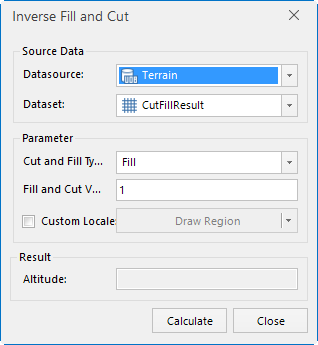 Inverse Fill and Cut
Source Data
Datasource: Terrain
Dataset: CutFillResult
Parameter
Cut and Fill Ty... Fill
Fill and Cut V... 1
Custom Locale Draw Region
Result
Altitude:
Calculate Close